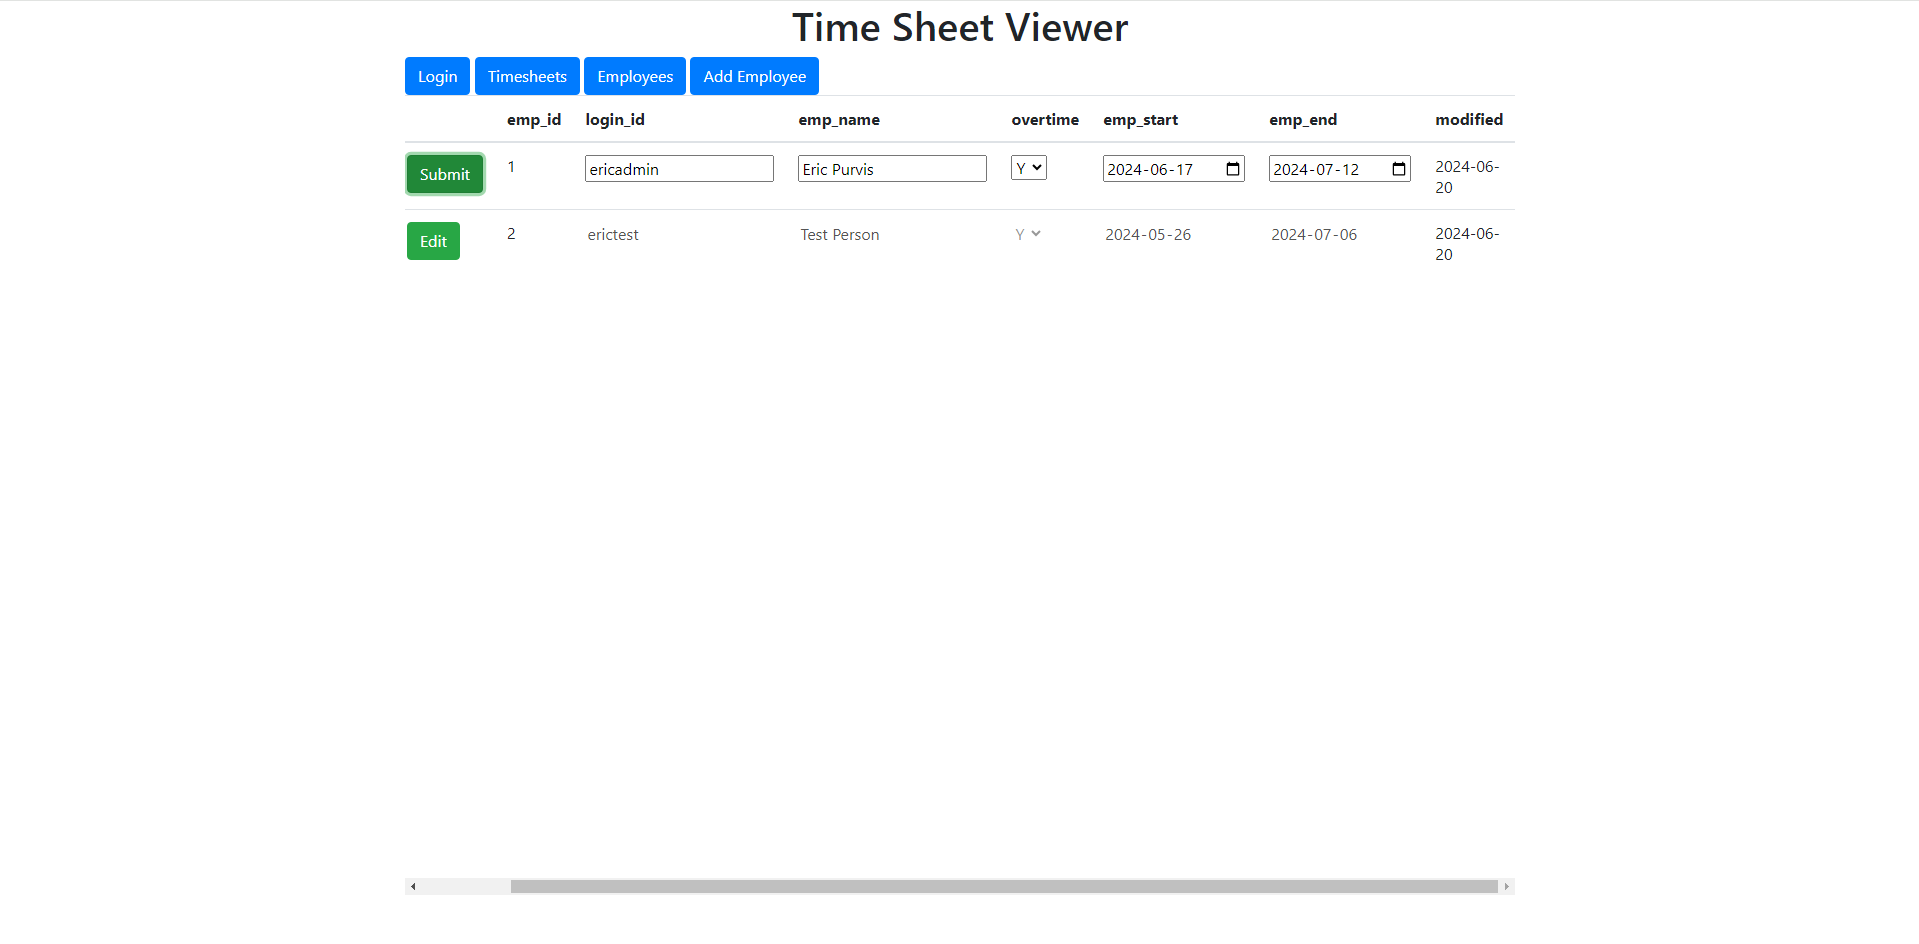 Time Sheet Viewer
Login Timesheets Employees Add Employee
emp_id login_id emp_name overtime emp_start emp_end modified
Submit 1 ericadmin Eric Purvis Y 2024-06-17 2024-07-12 2024-06-
20
Edit 2 erictest Test Person Y 2024-05-26 2024-07-06 2024-06-
20